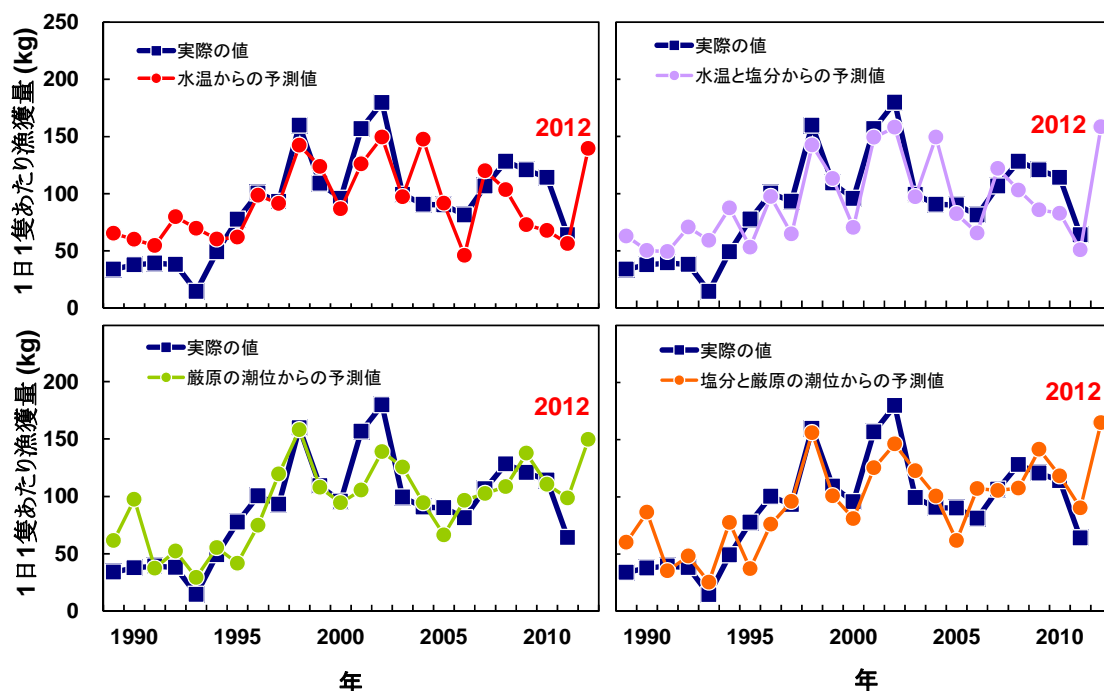 250
200
150
100
50
0
1日1隻あたり漁獲量 (kg)
実際の値
水温からの予測値
2012
実際の値
水温と塩分からの予測値
2012
200
150
100
50
0
1日1隻あたり漁獲量 (kg)
実際の値
厳原の潮位からの予測値
2012
1990 1995 2000 2005 2010
年
実際の値
塩分と厳原の潮位からの予測値
2012
1990 1995 2000 2005 2010
年